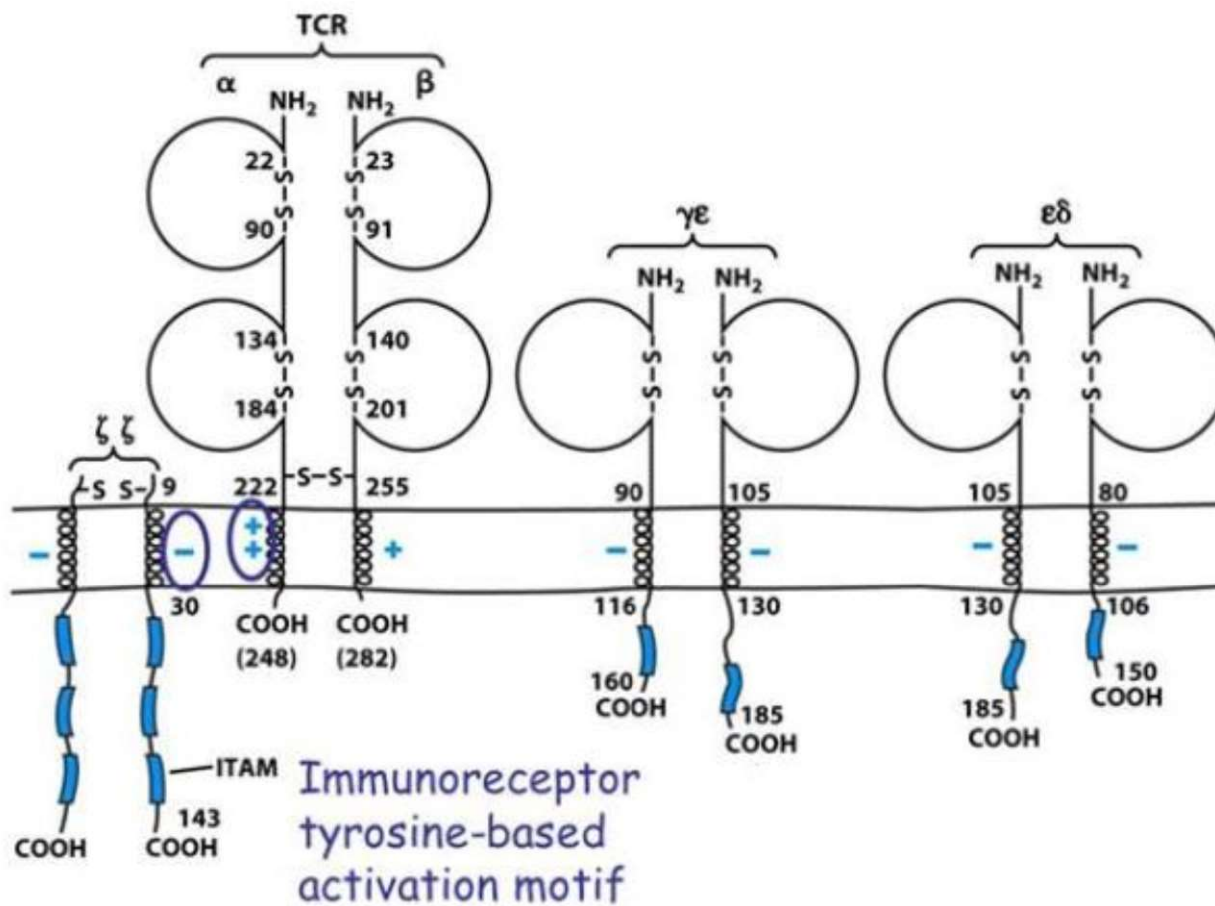 TCR
α β
NH2 NH2
22 S 23 S
90 S 91 S
γε
εδ
NH2 NH2
NH2 NH2
134 S 140 S
184 S 201 S
S S
S S
S S
S S
ζ ζ
S S 9
222 S-S 255
90 105
105 80
- - + + +
- -
- -
30
COOH COOH
(248) (282)
116 130
130 106
160
COOH
185
COOH
185
COOH
150
COOH
ITAM
143
COOH COOH
Immunoreceptor
tyrosine-based
activation motif